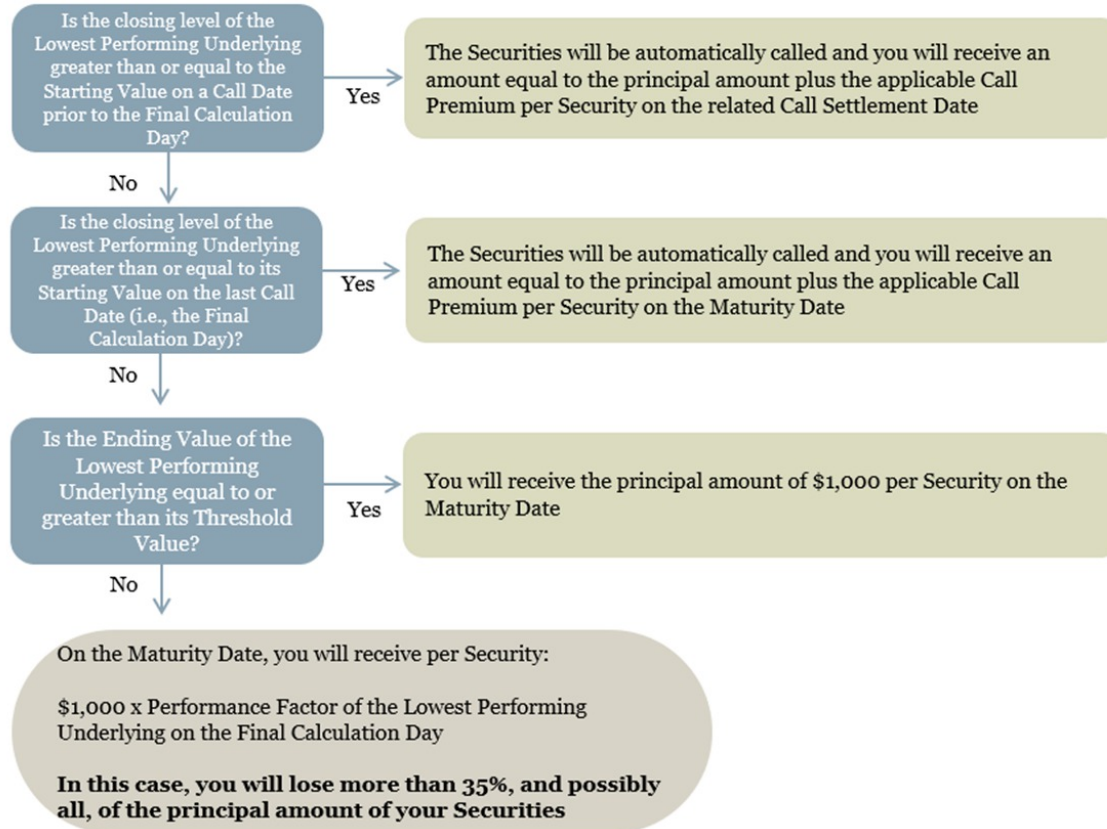 Is the closing level of the
Lowest Performing Underlying
greater than or equal to the
Starting Value on a Call Date
prior to the Final Calculation
Day?
Yes
The Securities will be automatically called and you will receive an
amount equal to the principal amount plus the applicable Call
Premium per Security on the related Call Settlement Date
No
Is the closing level of the
Lowest Performing Underlying
greater than or equal to its
Starting Value on the last Call
Date (i.e., the Final
Calculation Day)?
Yes
The Securities will be automatically called and you will receive an
amount equal to the principal amount plus the applicable Call
Premium per Security on the Maturity Date
No
Is the Ending Value of the
Lowest Performing
Underlying equal to or
greater than its Threshold
Value?
Yes
You will receive the principal amount of $1,000 per Security on the
Maturity Date
No
On the Maturity Date, you will receive per Security:
$1,000 x Performance Factor of the Lowest Performing
Underlying on the Final Calculation Day
In this case, you will lose more than 35%, and possibly
all, of the principal amount of your Securities